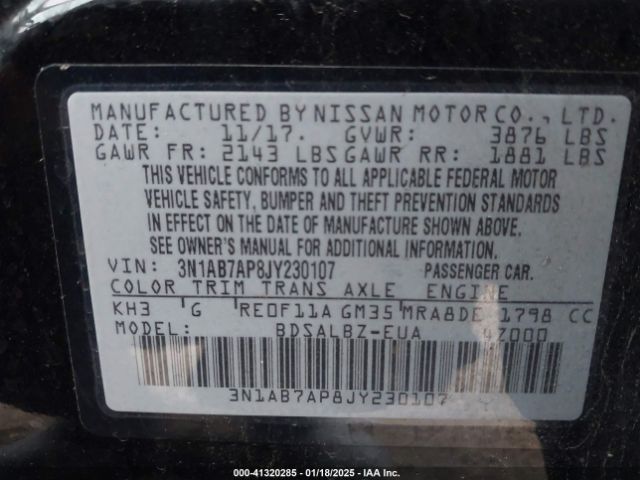 MANUFACTURED BY NISSAN MOTOR CO., LTD.
DATE: 11/17. GVWR: 3876 LBS
GAWR FR: 2143 LBS GAWR RR: 1881 LBS
THIS VEHICLE CONFORMS TO ALL APPLICABLE FEDERAL MOTOR
VEHICLE SAFETY, BUMPER AND THEFT PREVENTION STANDARDS
IN EFFECT ON THE DATE OF MANUFACTURE SHOWN ABOVE.
SEE OWNER'S MANUAL FOR ADDITIONAL INFORMATION.
VIN: 3N1AB7AP8JY230107 PASSENGER CAR.
COLOR TRIM TRANS AXLE ENGINE
KH3 G RE0F11A GM35 MRA8DE 1798 CC
MODEL: BDSALBZ-EUA 4Z000
3N1AB7AP8JY230107
000-41320285 - 01/18/2025 - IAA Inc.